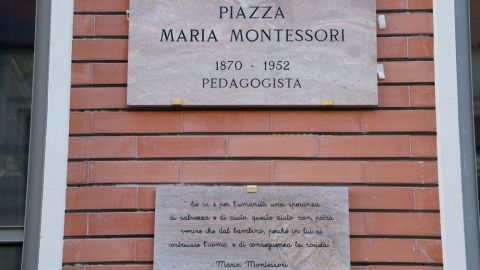 PIAZZA
MARIA MONTESSORI
1870 - 1952
PEDAGOGISTA
Se vi è per l'umanità una speranza
di salvezza e di aiuto, questo aiuto non potrà
venire che dal bambino, perchè in lui si
costruisce l'uomo, e di conseguenza la società.
Maria Montessori